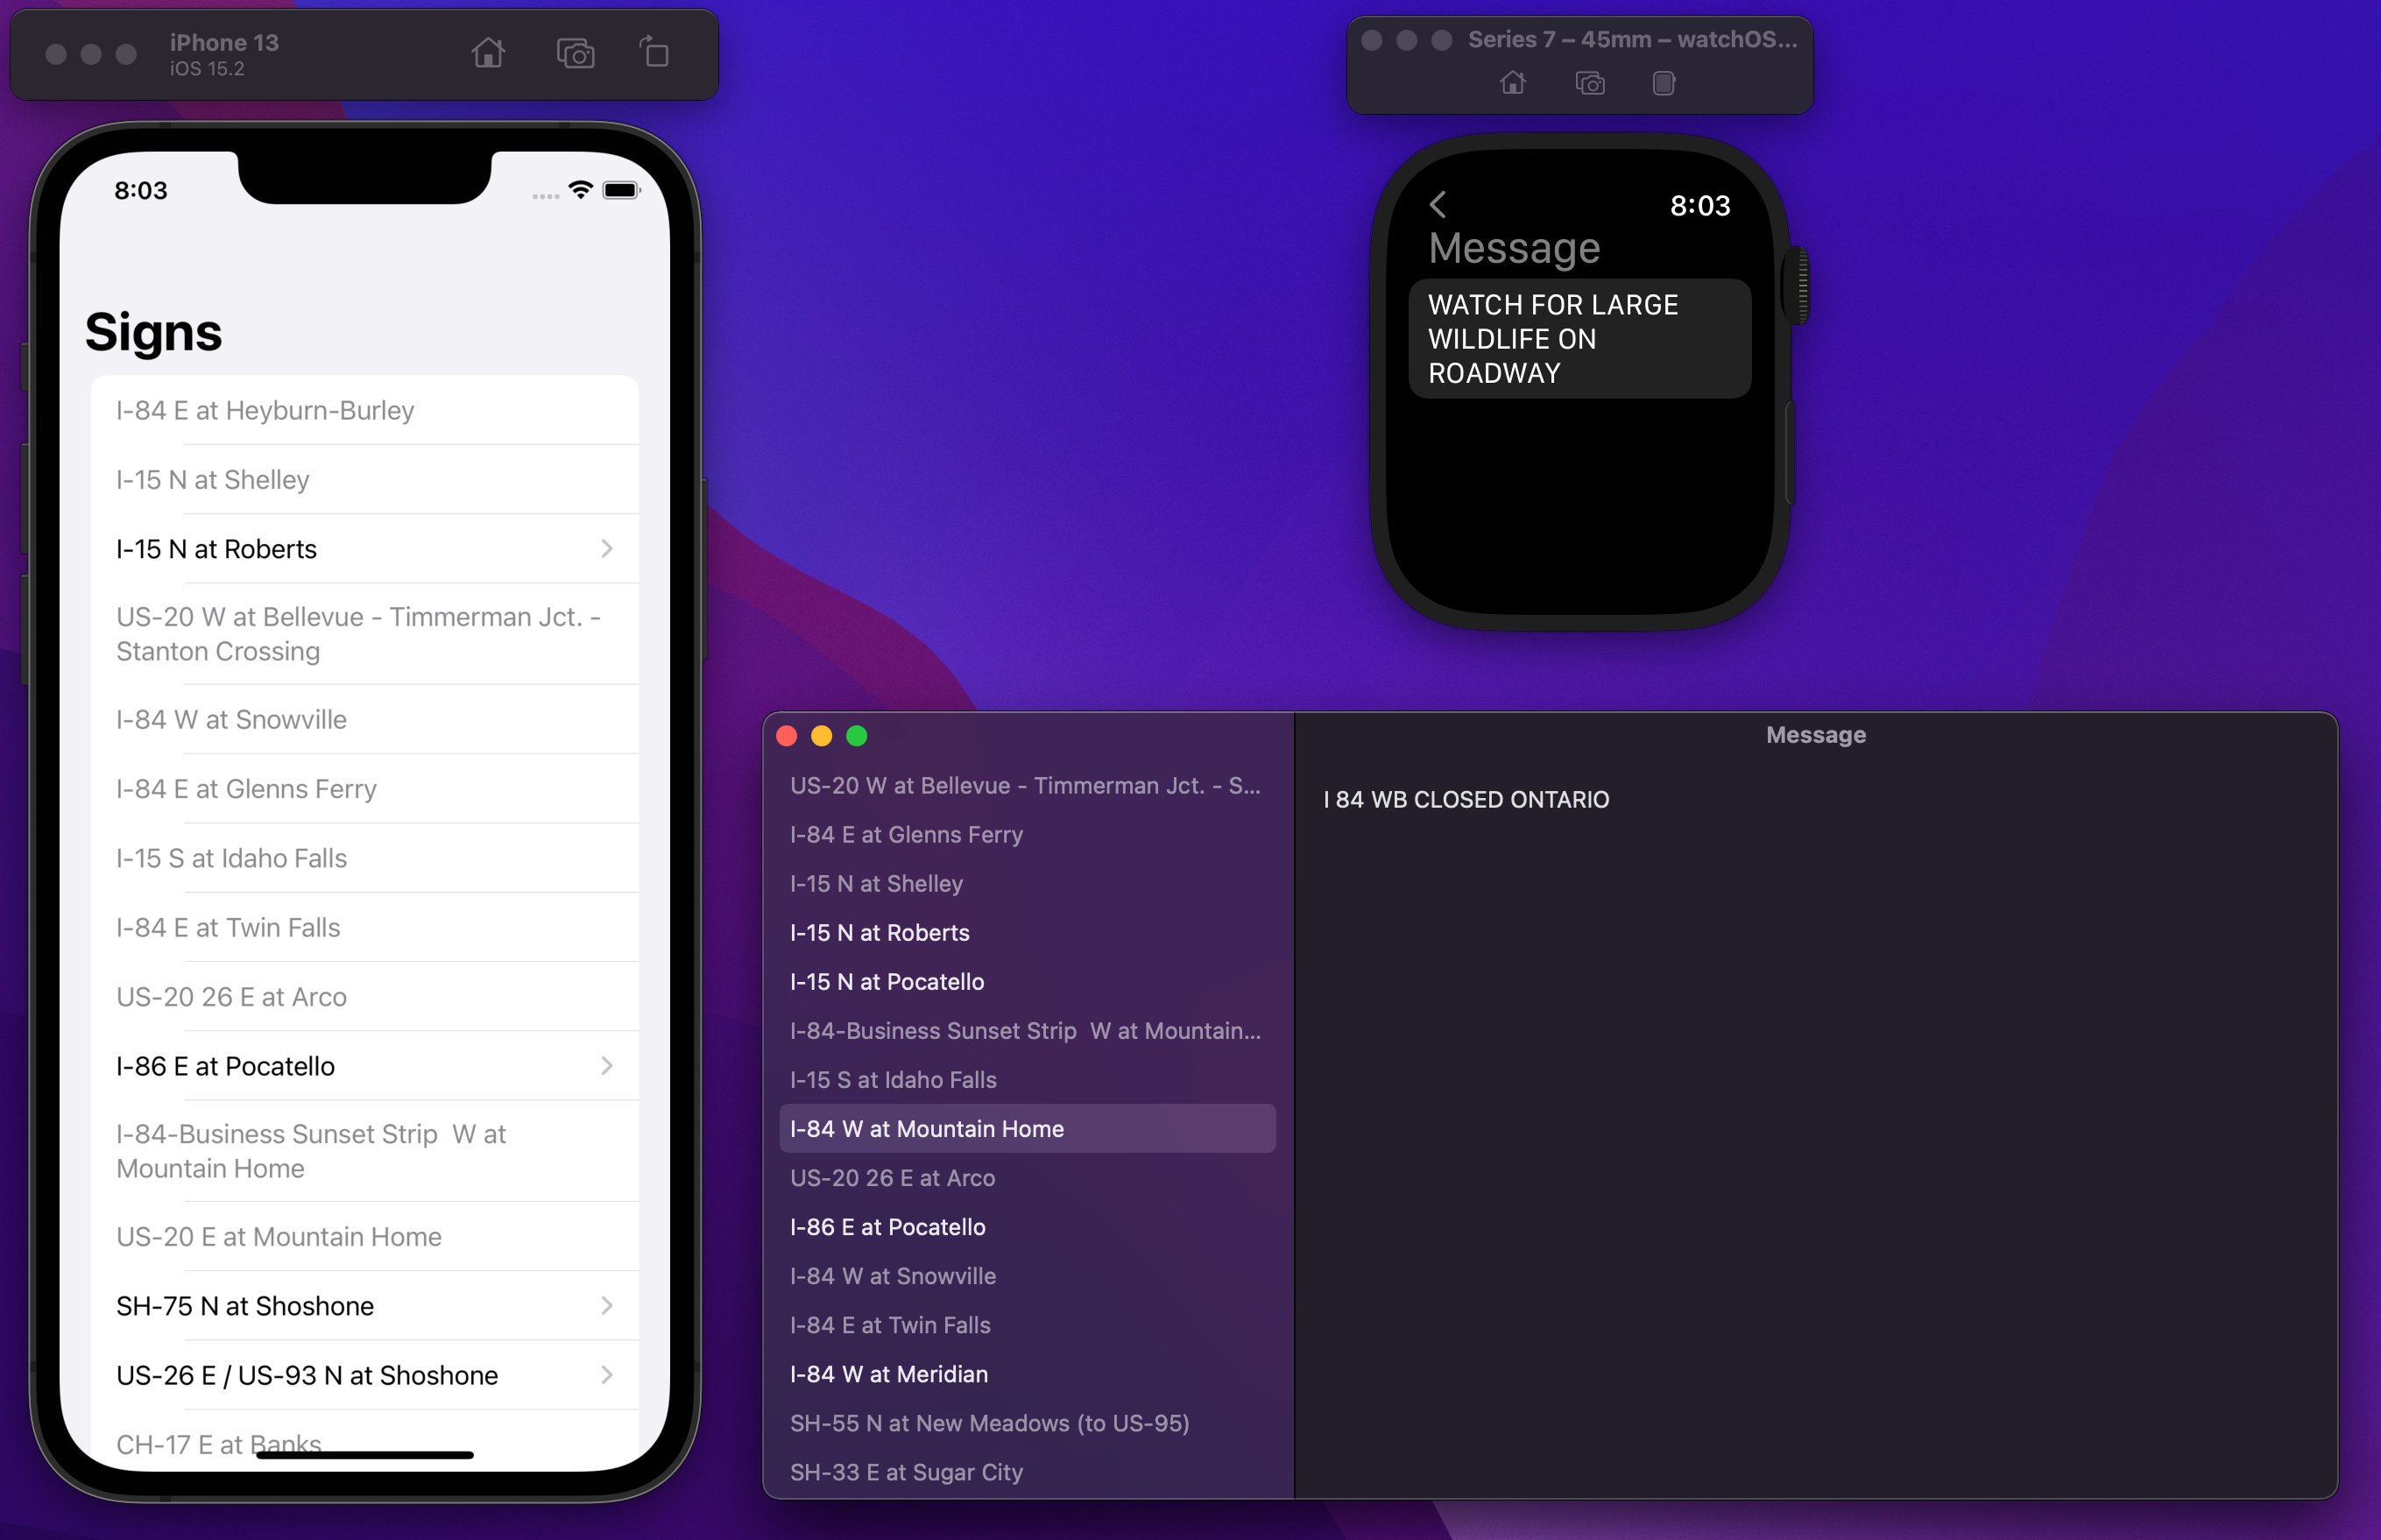 iPhone 13
iOS 15.2
8:03
Signs
I-84 E at Heyburn-Burley
I-15 N at Shelley
I-15 N at Roberts
US-20 W at Bellevue - Timmerman Jct. -
Stanton Crossing
I-84 W at Snowville
I-84 E at Glenns Ferry
I-15 S at Idaho Falls
I-84 E at Twin Falls
US-20 26 E at Arco
I-86 E at Pocatello
I-84-Business Sunset Strip  W at
Mountain Home
US-20 E at Mountain Home
SH-75 N at Shoshone
US-26 E / US-93 N at Shoshone
CH-17 E at Banks
Series 7 – 45mm – watchOS...
8:03
Message
WATCH FOR LARGE
WILDLIFE ON
ROADWAY
US-20 W at Bellevue - Timmerman Jct. - S...
I-84 E at Glenns Ferry
I-15 N at Shelley
I-15 N at Roberts
I-15 N at Pocatello
I-84-Business Sunset Strip  W at Mountain...
I-15 S at Idaho Falls
I-84 W at Mountain Home
US-20 26 E at Arco
I-86 E at Pocatello
I-84 W at Snowville
I-84 E at Twin Falls
I-84 W at Meridian
SH-55 N at New Meadows (to US-95)
SH-33 E at Sugar City
Message
I 84 WB CLOSED ONTARIO